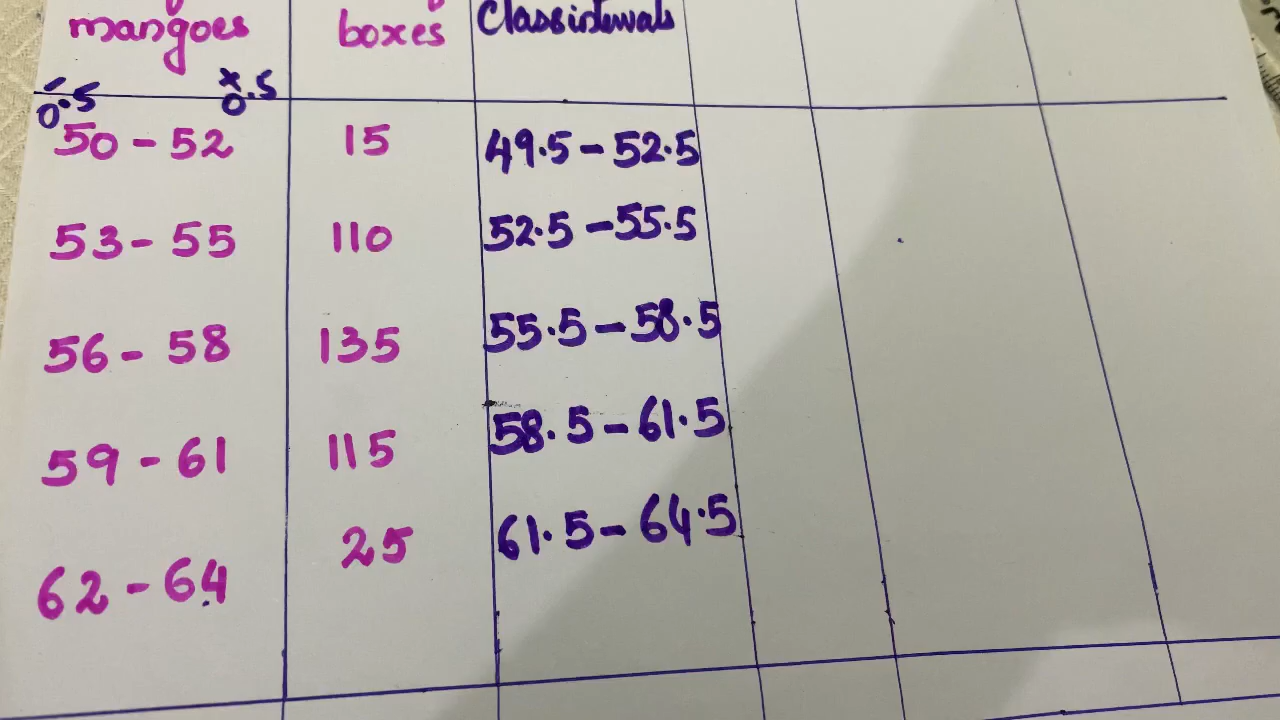 mangoes boxes Classintervals
-0.5 +0.5
50 - 52 15 49.5 - 52.5
53 - 55 110 52.5 - 55.5
56 - 58 135 55.5 - 58.5
59 - 61 115 58.5 - 61.5
62 - 64 25 61.5 - 64.5